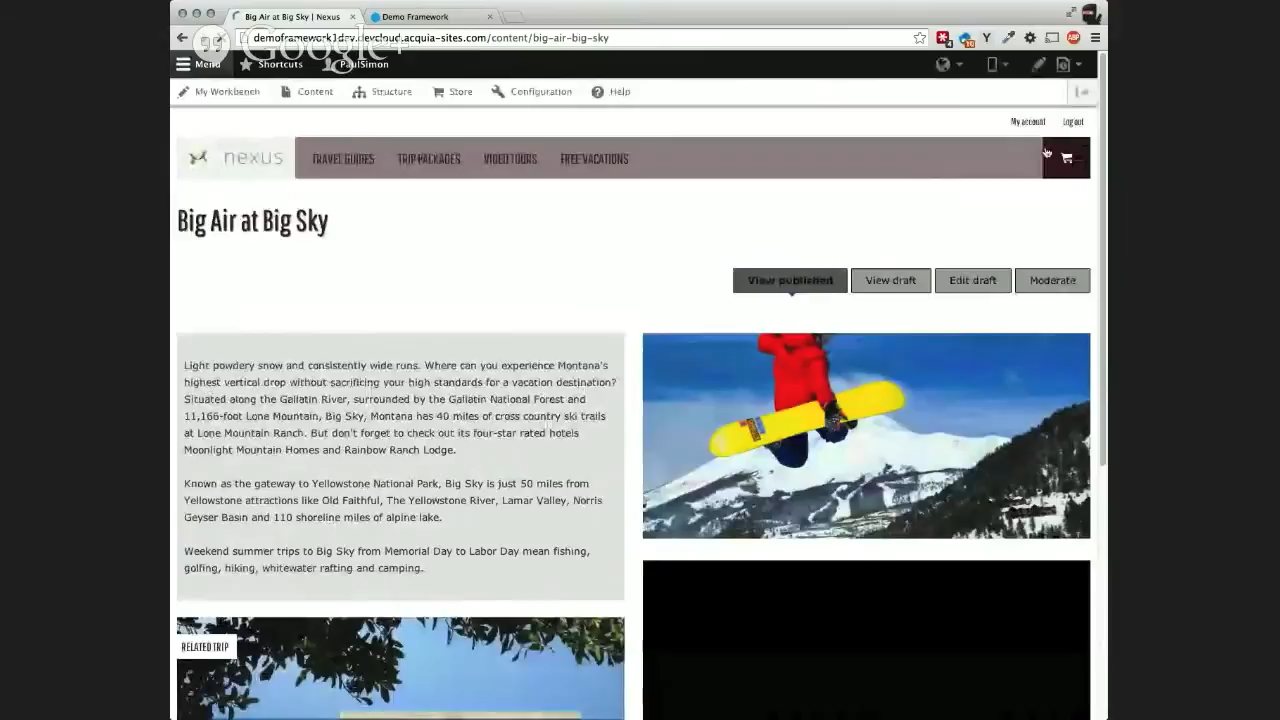 Big Air at Big Sky | Nexus
Demo Framework
demoframework1day.devcloud.acquia-sites.com/content/big-air-big-sky
Google+
Menu
Shortcuts
PaulSimon
My Workbench
Content
Structure
Store
Configuration
Help
My account
Log out
nexus
TRAVEL GUIDES
TRIP PACKAGES
VIDEO TOURS
FREE VACATIONS
Big Air at Big Sky
View published
View draft
Edit draft
Moderate
Light powdery snow and consistently wide runs. Where can you experience Montana's
highest vertical drop without sacrificing your high standards for a vacation destination?
Situated along the Gallatin River, surrounded by the Gallatin National Forest and
11,166-foot Lone Mountain, Big Sky, Montana has 40 miles of cross country ski trails
at Lone Mountain Ranch. But don't forget to check out its four-star rated hotels
Moonlight Mountain Homes and Rainbow Ranch Lodge.
Known as the gateway to Yellowstone National Park, Big Sky is just 50 miles from
Yellowstone attractions like Old Faithful, The Yellowstone River, Lamar Valley, Norris
Geyser Basin and 110 shoreline miles of alpine lake.
Weekend summer trips to Big Sky from Memorial Day to Labor Day mean fishing,
golfing, hiking, whitewater rafting and camping.
RELATED TRIP